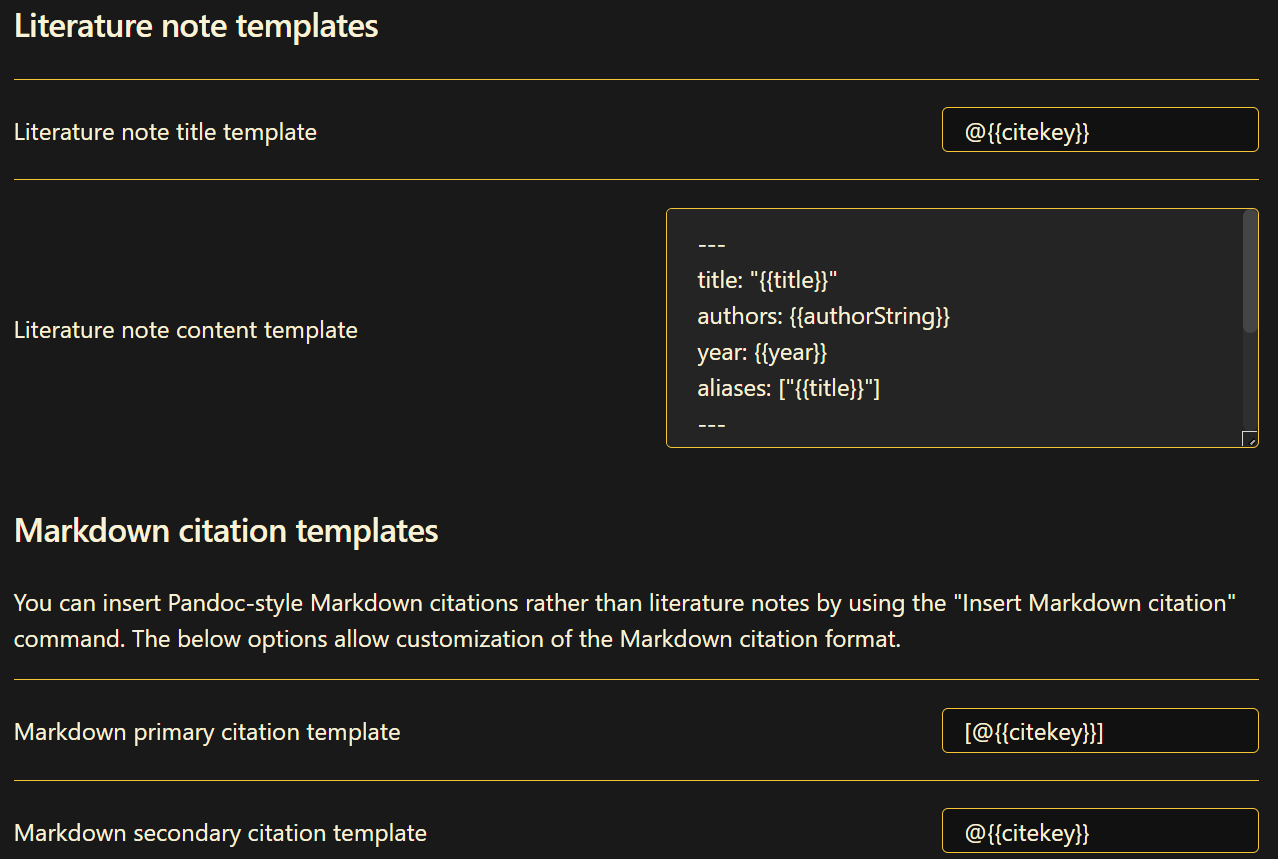 Literature note templates
Literature note title template
@{{citekey}}
Literature note content template
---
title: "{{title}}"
authors: {{authorString}}
year: {{year}}
aliases: ["{{title}}"]
---
Markdown citation templates
You can insert Pandoc-style Markdown citations rather than literature notes by using the "Insert Markdown citation"
command. The below options allow customization of the Markdown citation format.
Markdown primary citation template
[@{{citekey}}]
Markdown secondary citation template
@{{citekey}}